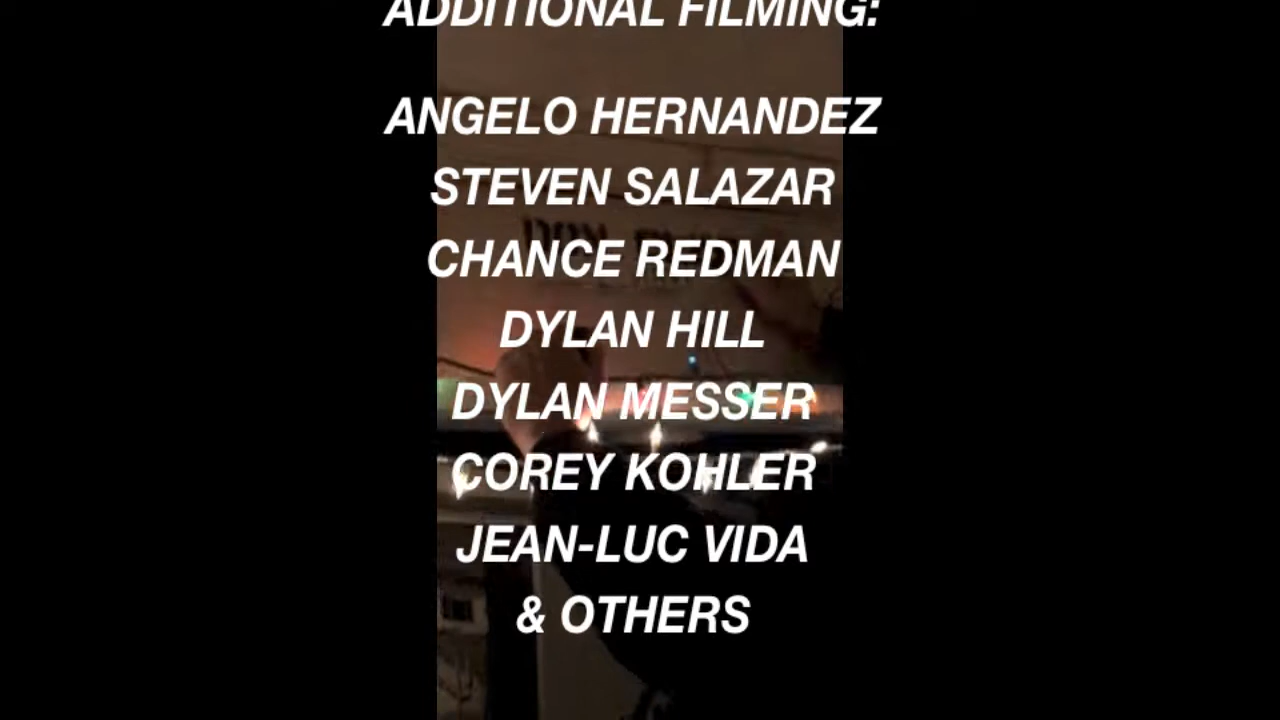 ADDITIONAL FILMING:
ANGELO HERNANDEZ
STEVEN SALAZAR
CHANCE REDMAN
DYLAN HILL
DYLAN MESSER
COREY KOHLER
JEAN-LUC VIDA
& OTHERS